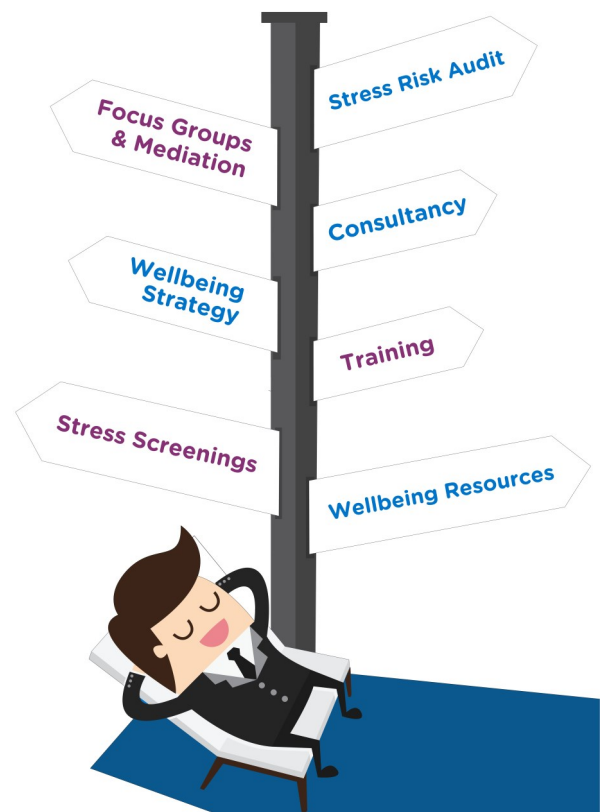 Stress Risk Audit
Focus Groups
& Mediation
Consultancy
Wellbeing
Strategy
Training
Stress Screenings
Wellbeing Resources